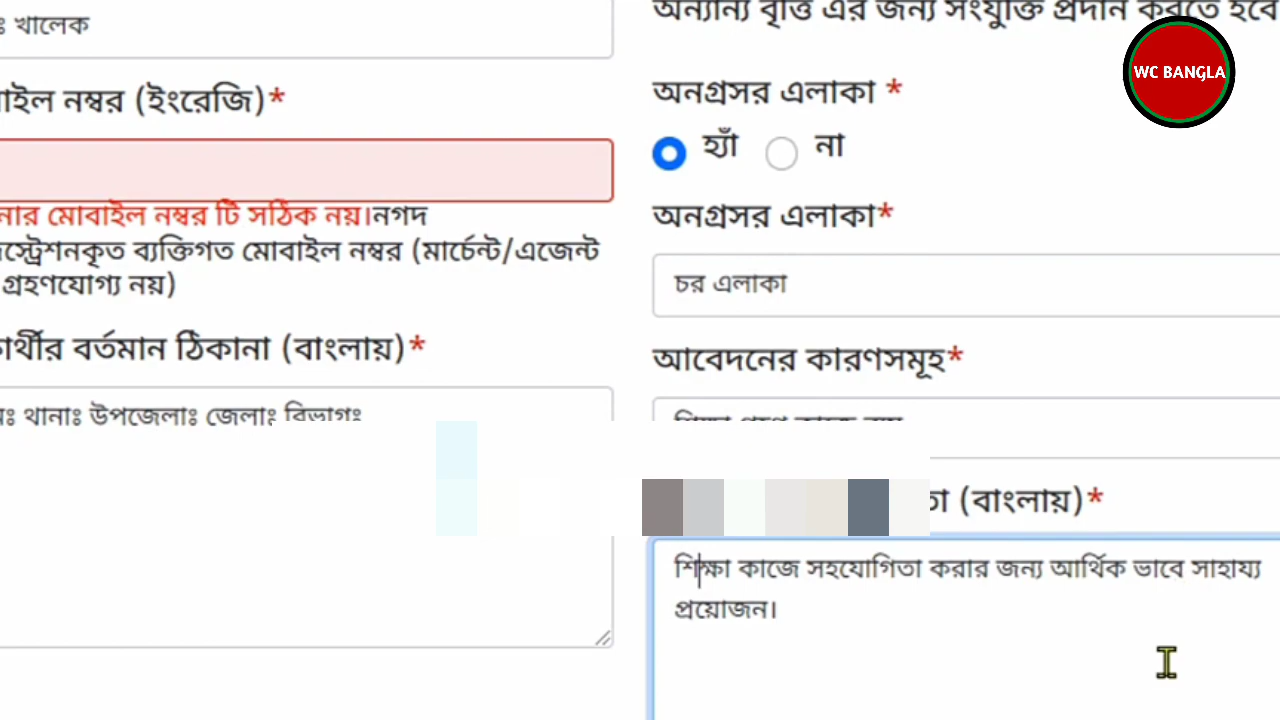 ঃ খালেক
াইল নম্বর (ইংরেজি)*
নার মোবাইল নম্বর টি সঠিক নয়।নগদ
স্ট্রেশনকৃত ব্যক্তিগত মোবাইল নম্বর (মার্চেন্ট/এজেন্ট
গ্রহণযোগ্য নয়)
ার্থীর বর্তমান ঠিকানা (বাংলায়)*
মঃ থানাঃ উপজেলাঃ জেলাঃ বিভাগঃ
অন্যান্য বৃত্তি এর জন্য সংযুক্তি প্রদান করতে হবে
WC BANGLA
অনগ্রসর এলাকা *
হ্যাঁ না
অনগ্রসর এলাকা*
চর এলাকা
আবেদনের কারণসমূহ*
তা (বাংলায়)*
শিক্ষা কাজে সহযোগিতা করার জন্য আর্থিক ভাবে সাহায্য
প্রয়োজন।